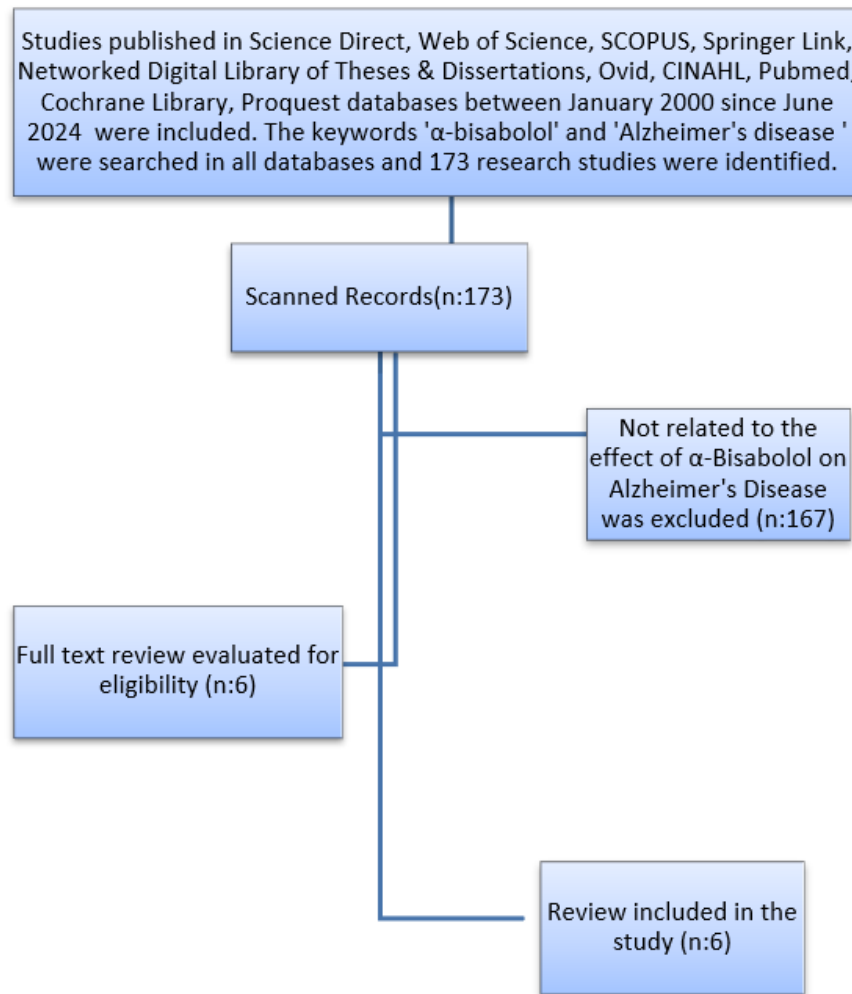 Studies published in Science Direct, Web of Science, SCOPUS, Springer Link,
Networked Digital Library of Theses & Dissertations, Ovid, CINAHL, Pubmed,
Cochrane Library, Proquest databases between January 2000 since June
2024  were included. The keywords 'α-bisabolol' and 'Alzheimer's disease '
were searched in all databases and 173 research studies were identified.
Scanned Records(n:173)
Not related to the
effect of α-Bisabolol on
Alzheimer's Disease
was excluded (n:167)
Full text review evaluated for
eligibility (n:6)
Review included in the
study (n:6)